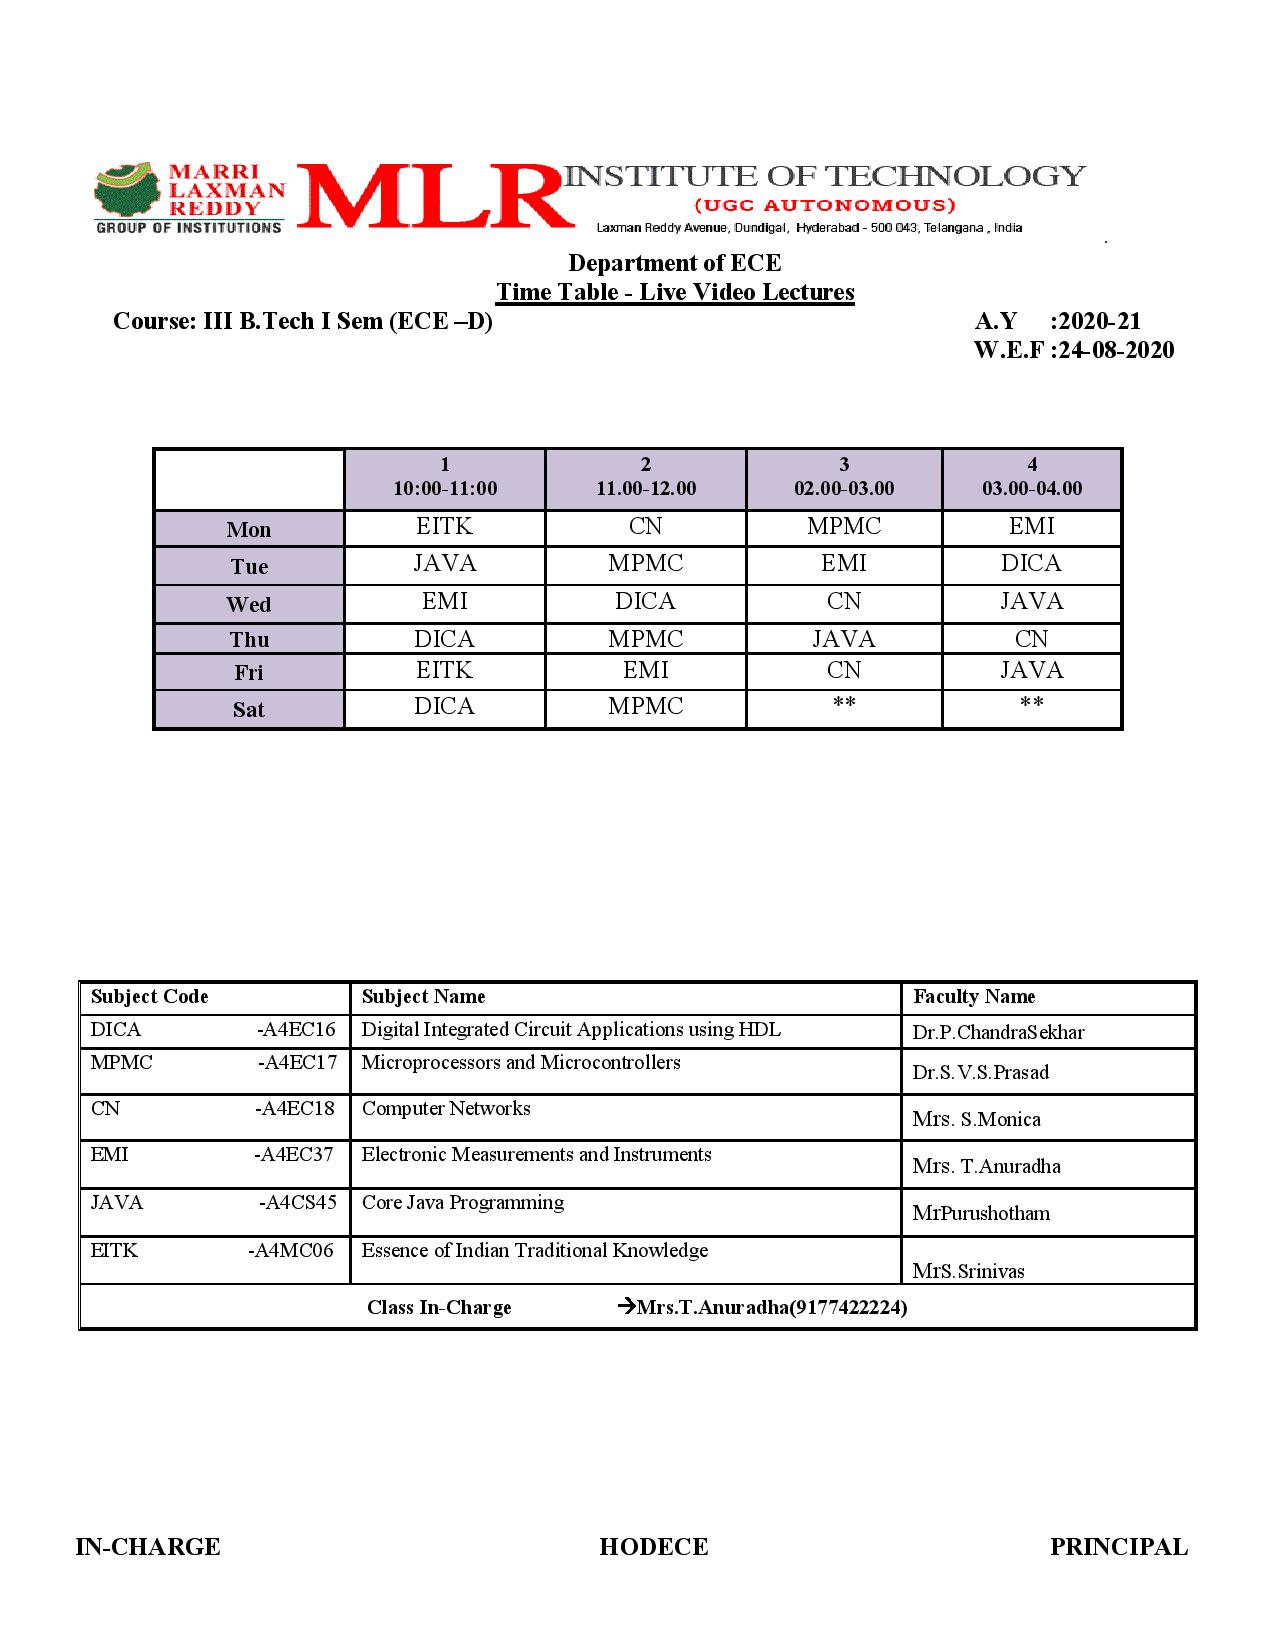 MARRI
LAXMAN
REDDY
GROUP OF INSTITUTIONS
MLR INSTITUTE OF TECHNOLOGY
(UGC AUTONOMOUS)
Laxman Reddy Avenue, Dundigal, Hyderabad - 500 043, Telangana , India
.
Department of ECE
Time Table - Live Video Lectures
Course: III B.Tech I Sem (ECE –D) A.Y :2020-21
W.E.F :24-08-2020
1 2 3 4
10:00-11:00 11.00-12.00 02.00-03.00 03.00-04.00
Mon EITK CN MPMC EMI
Tue JAVA MPMC EMI DICA
Wed EMI DICA CN JAVA
Thu DICA MPMC JAVA CN
Fri EITK EMI CN JAVA
Sat DICA MPMC ** **
Subject Code Subject Name Faculty Name
DICA -A4EC16 Digital Integrated Circuit Applications using HDL Dr.P.ChandraSekhar
MPMC -A4EC17 Microprocessors and Microcontrollers Dr.S.V.S.Prasad
CN -A4EC18 Computer Networks Mrs. S.Monica
EMI -A4EC37 Electronic Measurements and Instruments Mrs. T.Anuradha
JAVA -A4CS45 Core Java Programming MrPurushotham
EITK -A4MC06 Essence of Indian Traditional Knowledge MrS.Srinivas
Class In-Charge →Mrs.T.Anuradha(9177422224)
IN-CHARGE HODECE PRINCIPAL